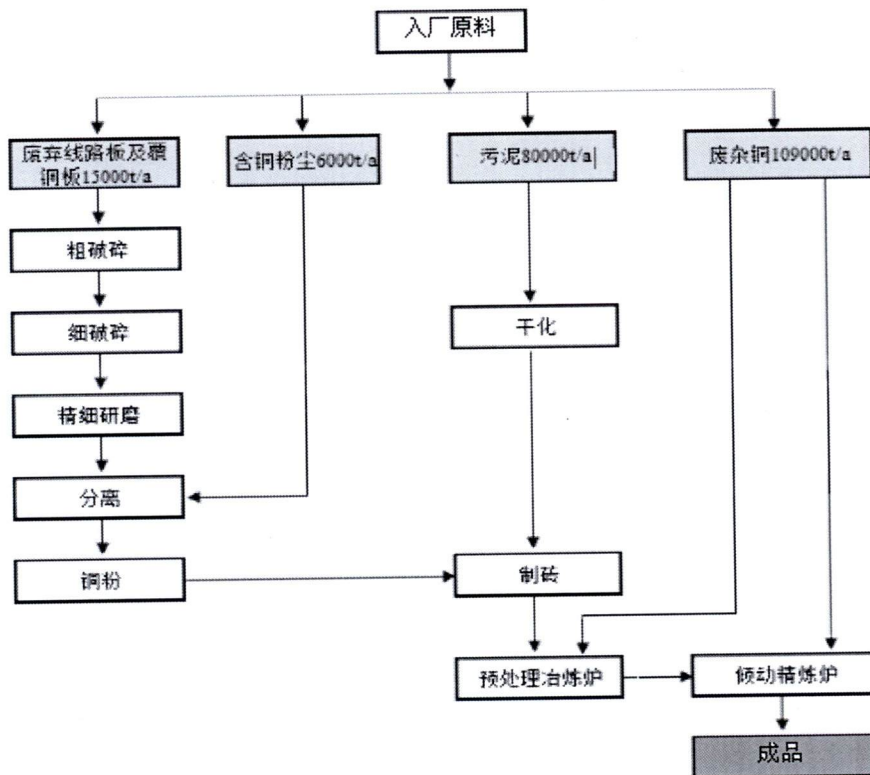 入厂原料
废弃线路板及覆
铜板15000t/a
含铜粉尘6000t/a
污泥80000t/a
废杂铜109000t/a
粗破碎
细破碎
干化
精细研磨
分离
铜粉
制砖
预处理冶炼炉
倾动精炼炉
成品